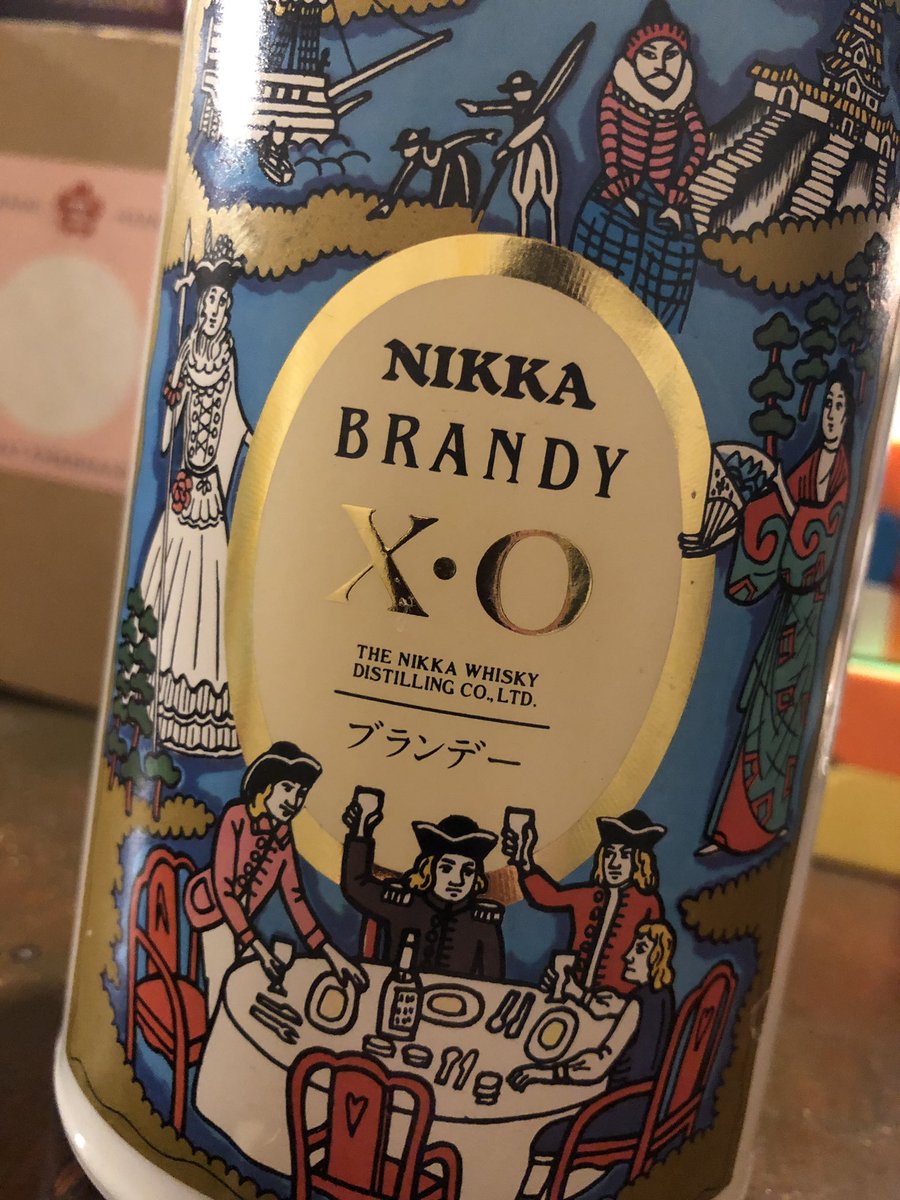 NIKKA
BRANDY
X·O
THE NIKKA WHISKY
DISTILLING CO., LTD.
ブランデー